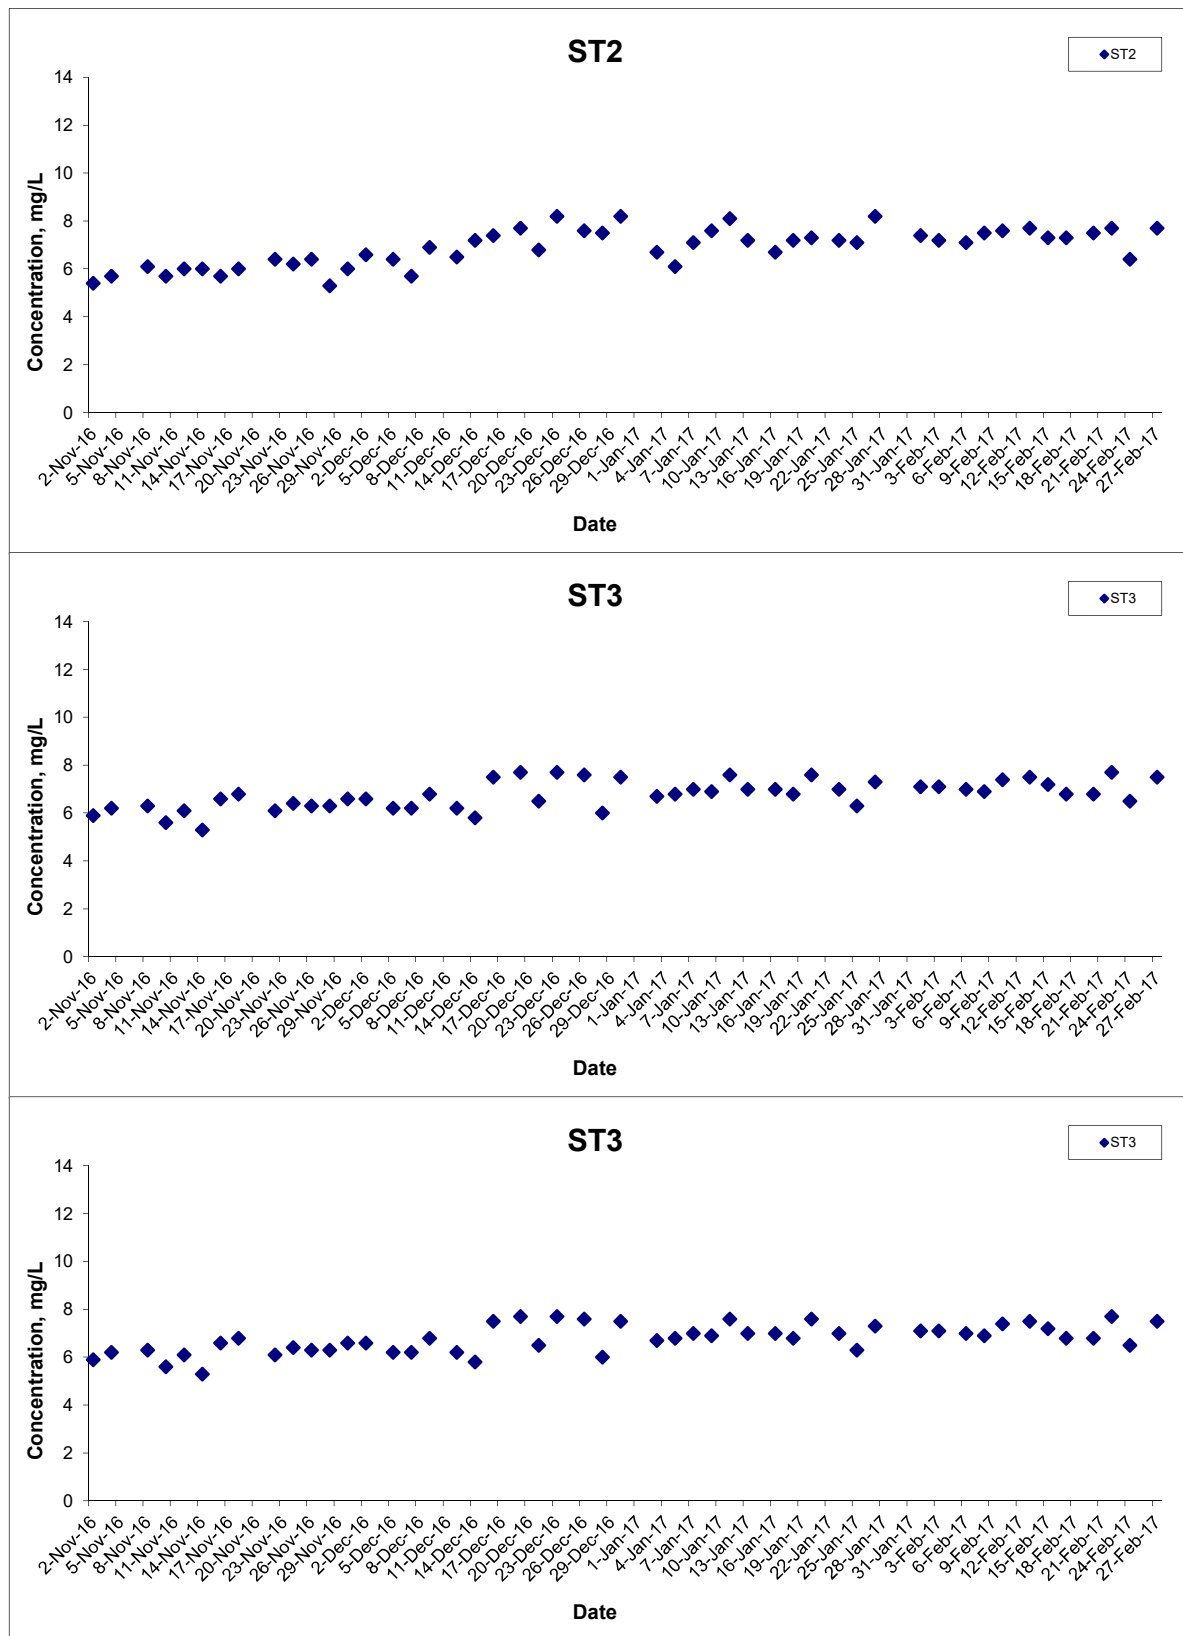 ST2
ST2
14
12
10
8
6
4
2
0
Concentration, mg/L
2-Nov-16
5-Nov-16
8-Nov-16
11-Nov-16
14-Nov-16
17-Nov-16
20-Nov-16
23-Nov-16
26-Nov-16
29-Nov-16
2-Dec-16
5-Dec-16
8-Dec-16
11-Dec-16
14-Dec-16
17-Dec-16
20-Dec-16
23-Dec-16
26-Dec-16
29-Dec-16
1-Jan-17
4-Jan-17
7-Jan-17
10-Jan-17
13-Jan-17
16-Jan-17
19-Jan-17
22-Jan-17
25-Jan-17
28-Jan-17
31-Jan-17
3-Feb-17
6-Feb-17
9-Feb-17
12-Feb-17
15-Feb-17
18-Feb-17
21-Feb-17
24-Feb-17
27-Feb-17
Date
ST3
ST3
14
12
10
8
6
4
2
0
Concentration, mg/L
2-Nov-16
5-Nov-16
8-Nov-16
11-Nov-16
14-Nov-16
17-Nov-16
20-Nov-16
23-Nov-16
26-Nov-16
29-Nov-16
2-Dec-16
5-Dec-16
8-Dec-16
11-Dec-16
14-Dec-16
17-Dec-16
20-Dec-16
23-Dec-16
26-Dec-16
29-Dec-16
1-Jan-17
4-Jan-17
7-Jan-17
10-Jan-17
13-Jan-17
16-Jan-17
19-Jan-17
22-Jan-17
25-Jan-17
28-Jan-17
31-Jan-17
3-Feb-17
6-Feb-17
9-Feb-17
12-Feb-17
15-Feb-17
18-Feb-17
21-Feb-17
24-Feb-17
27-Feb-17
Date
ST3
ST3
14
12
10
8
6
4
2
0
Concentration, mg/L
2-Nov-16
5-Nov-16
8-Nov-16
11-Nov-16
14-Nov-16
17-Nov-16
20-Nov-16
23-Nov-16
26-Nov-16
29-Nov-16
2-Dec-16
5-Dec-16
8-Dec-16
11-Dec-16
14-Dec-16
17-Dec-16
20-Dec-16
23-Dec-16
26-Dec-16
29-Dec-16
1-Jan-17
4-Jan-17
7-Jan-17
10-Jan-17
13-Jan-17
16-Jan-17
19-Jan-17
22-Jan-17
25-Jan-17
28-Jan-17
31-Jan-17
3-Feb-17
6-Feb-17
9-Feb-17
12-Feb-17
15-Feb-17
18-Feb-17
21-Feb-17
24-Feb-17
27-Feb-17
Date